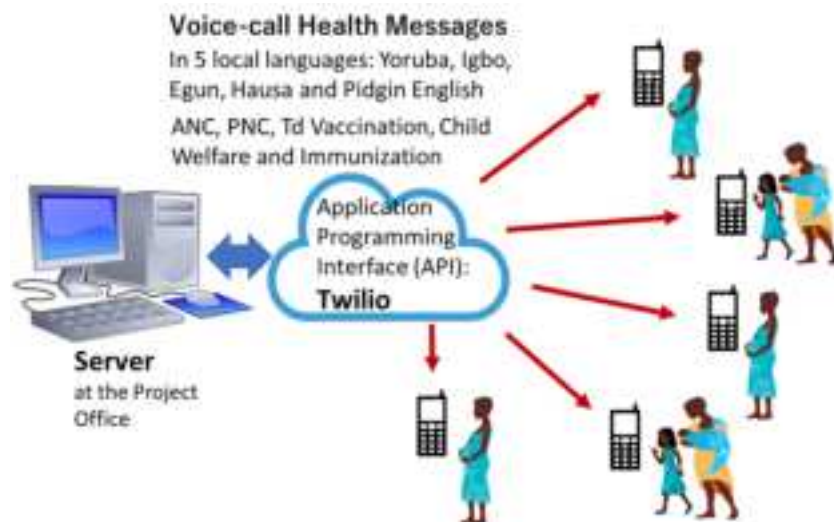 Voice-call Health Messages
In 5 local languages: Yoruba, Igbo,
Egun, Hausa and Pidgin English
ANC, PNC, Td Vaccination, Child
Welfare and Immunization
Application
Programming
Interface (API):
Twilio
Server
at the Project
Office